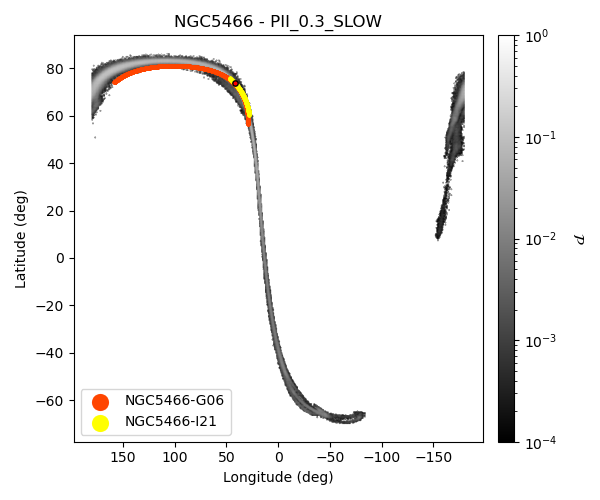 NGC5466 - PII_0.3_SLOW
80
60
40
20
0
−20
−40
−60
Latitude (deg)
NGC5466-G06
NGC5466-I21
150 100 50 0 −50 −100 −150
Longitude (deg)
10⁰
10⁻¹
10⁻²
10⁻³
10⁻⁴
𝒫